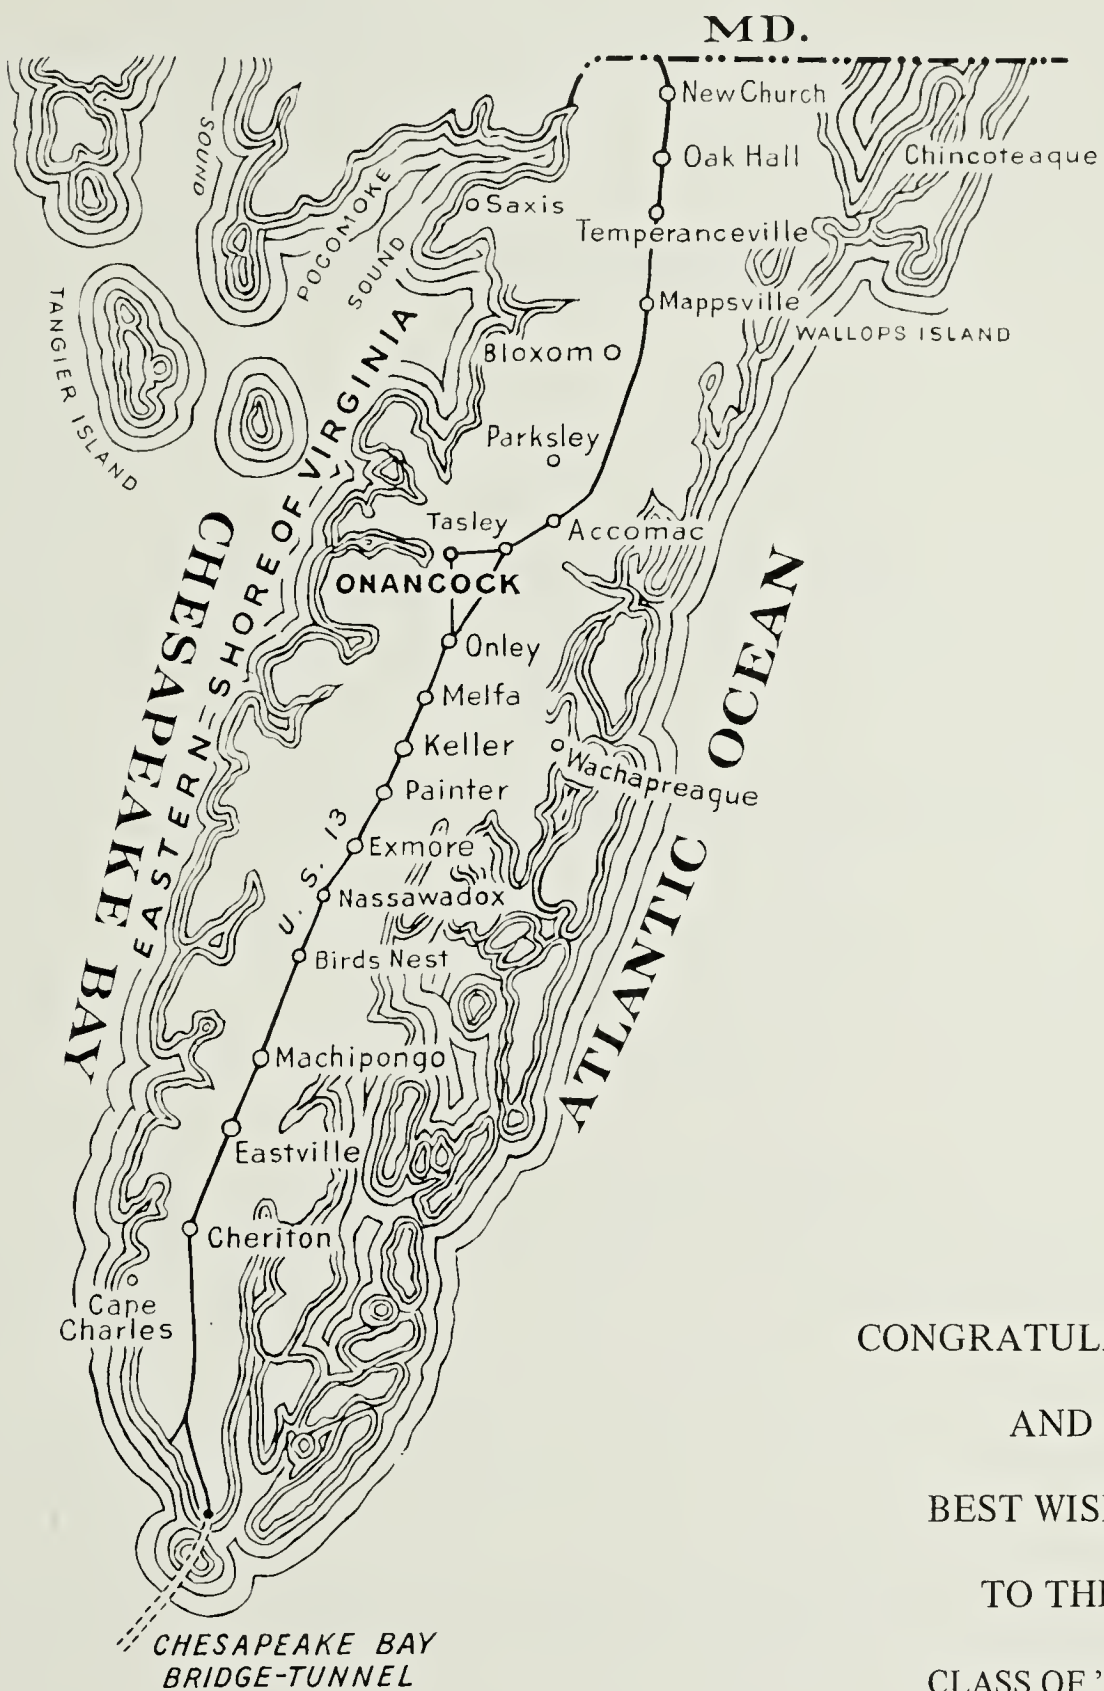 MD.
New Church
Oak Hall
Chincoteaque
SOUND
Saxis
POCOMOKE
SOUND
Temperanceville
Mappsville
WALLOPS ISLAND
TANGIER ISLAND
Bloxom
Parksley
Tasley
Accomac
ONANCOCK
Onley
Melfa
Keller
Wachapreague
Painter
U. S. 13
Exmore
Nassawadox
Birds Nest
CHESAPEAKE BAY
EASTERN-SHORE OF VIRGINIA
ATLANTIC OCEAN
Machipongo
Eastville
Cheriton
Cape
Charles
CHESAPEAKE BAY
BRIDGE-TUNNEL
AND
TO
CLASS OF '